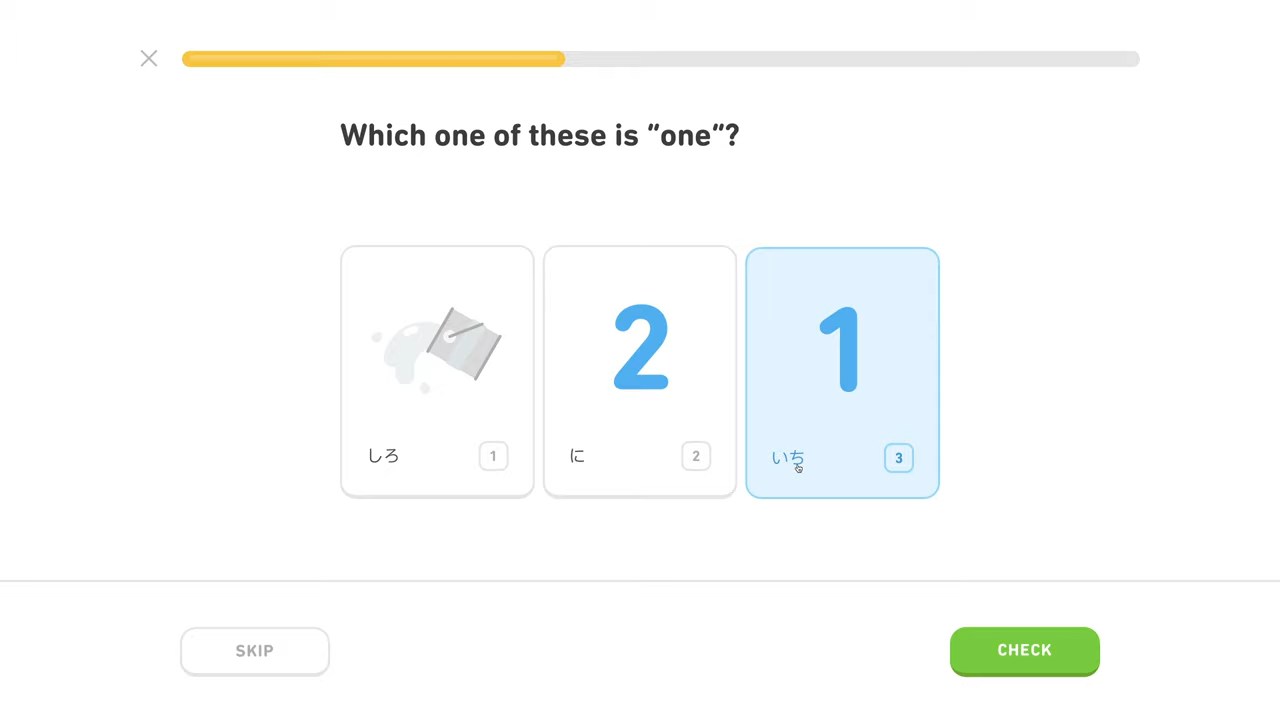 Which one of these is “one”?
2
1
しろ 1
に 2
いち 3
SKIP
CHECK